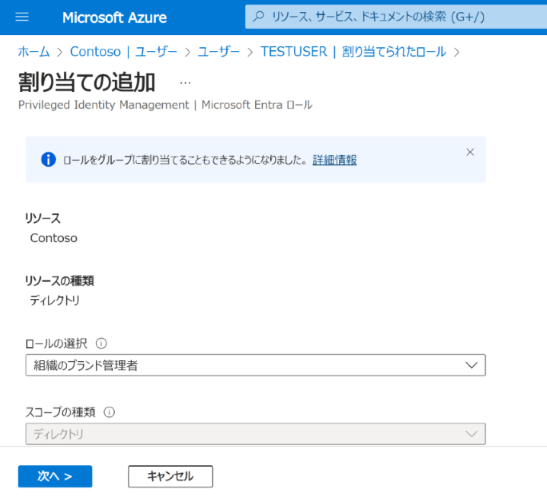 Microsoft Azure
リソース、サービス、ドキュメントの検索 (G+/)
ホーム > Contoso | ユーザー > ユーザー > TESTUSER | 割り当てられたロール >
割り当ての追加 …
Privileged Identity Management | Microsoft Entra ロール
ロールをグループに割り当てることもできるようになりました。 詳細情報
リソース
Contoso
リソースの種類
ディレクトリ
ロールの選択
組織のブランド管理者
スコープの種類
ディレクトリ
次へ >
キャンセル